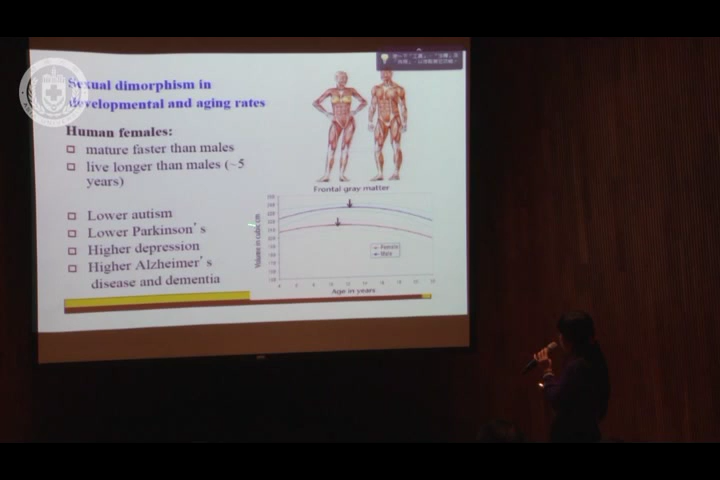 Sexual dimorphism in
developmental and aging rates
Human females:
mature faster than males
live longer than males (~5
years)
Lower autism
Lower Parkinson's
Higher depression
Higher Alzheimer's
disease and dementia
Frontal gray matter
Volume in cubic cm
Female
Male
Age in years